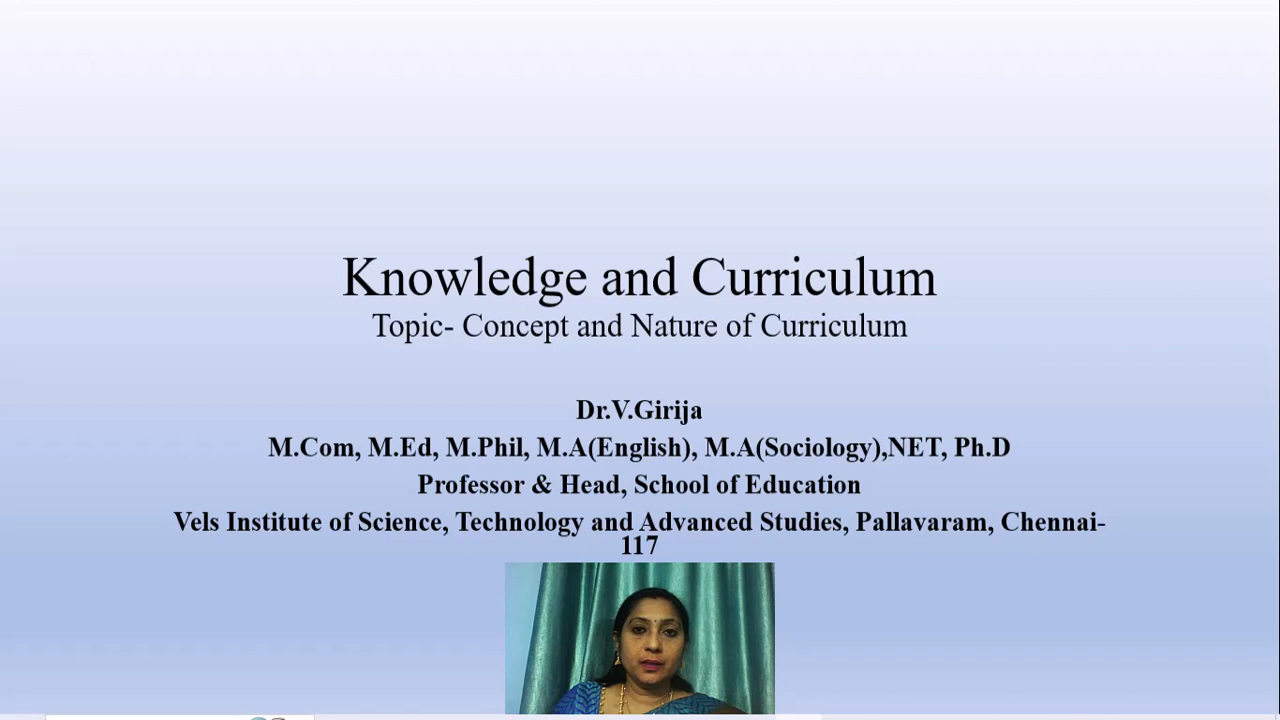 Knowledge and Curriculum
Topic- Concept and Nature of Curriculum
Dr.V.Girija
M.Com, M.Ed, M.Phil, M.A(English), M.A(Sociology),NET, Ph.D
Professor & Head, School of Education
Vels Institute of Science, Technology and Advanced Studies, Pallavaram, Chennai-
117